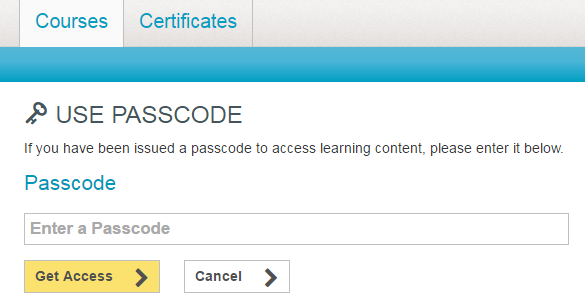 Courses Certificates
USE PASSCODE
If you have been issued a passcode to access learning content, please enter it below.
Passcode
Enter a Passcode
Get Access Cancel